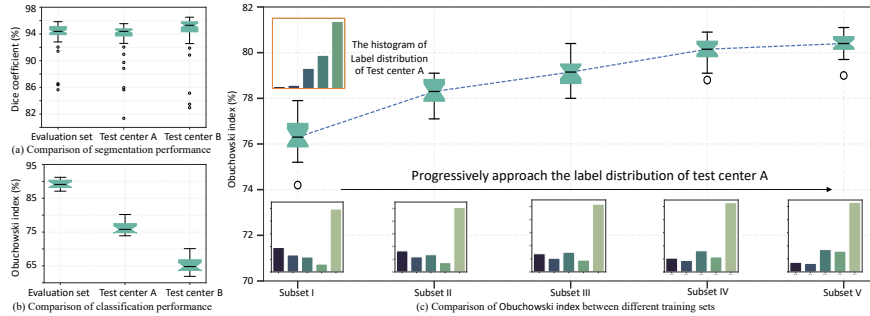 98
94
90
86
82
Dice coefficient (%)
Evaluation set Test center A Test center B
(a) Comparison of segmentation performance
95
85
75
65
Obuchowski index (%)
Evaluation set Test center A Test center B
(b) Comparison of classification performance
82
80
78
76
74
72
70
Obuchowski index (%)
The histogram of
Label distribution
of Test center A
Progressively approach the label distribution of test center A
Subset I Subset II Subset III Subset IV Subset V
(c) Comparison of Obuchowski index between different training sets